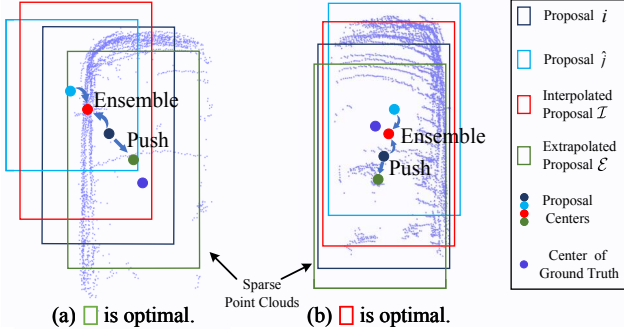 Ensemble
Push
Ensemble
Push
Sparse
Point Clouds
(a) is optimal.
(b) is optimal.
Proposal i
Proposal ĵ
Interpolated
Proposal ℐ
Extrapolated
Proposal ℰ
Proposal
Centers
Center of
Ground Truth